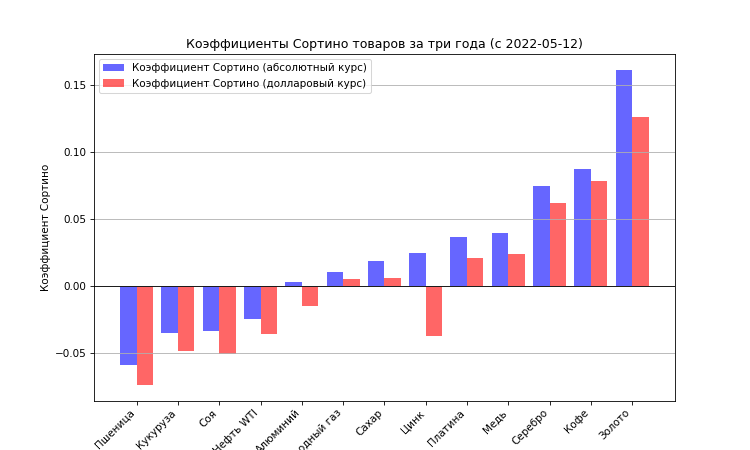 Коэффициенты Сортино товаров за три года (с 2022-05-12)
Коэффициент Сортино (абсолютный курс)
Коэффициент Сортино (долларовый курс)
Коэффициент Сортино
0.15
0.10
0.05
0.00
−0.05
Пшеница
Кукуруза
Соя
Нефть WTI
Алюминий
одный газ
Сахар
Цинк
Платина
Медь
Серебро
Кофе
Золото